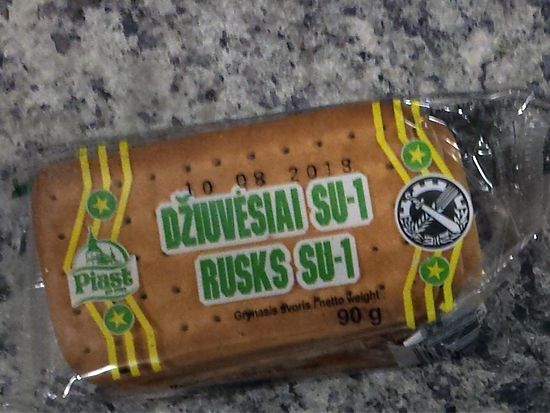 10 08 2018
DŽIUVĖSIAI SU-1
RUSKS SU-1
Piast
Grynasis svoris / netto weight
90 g